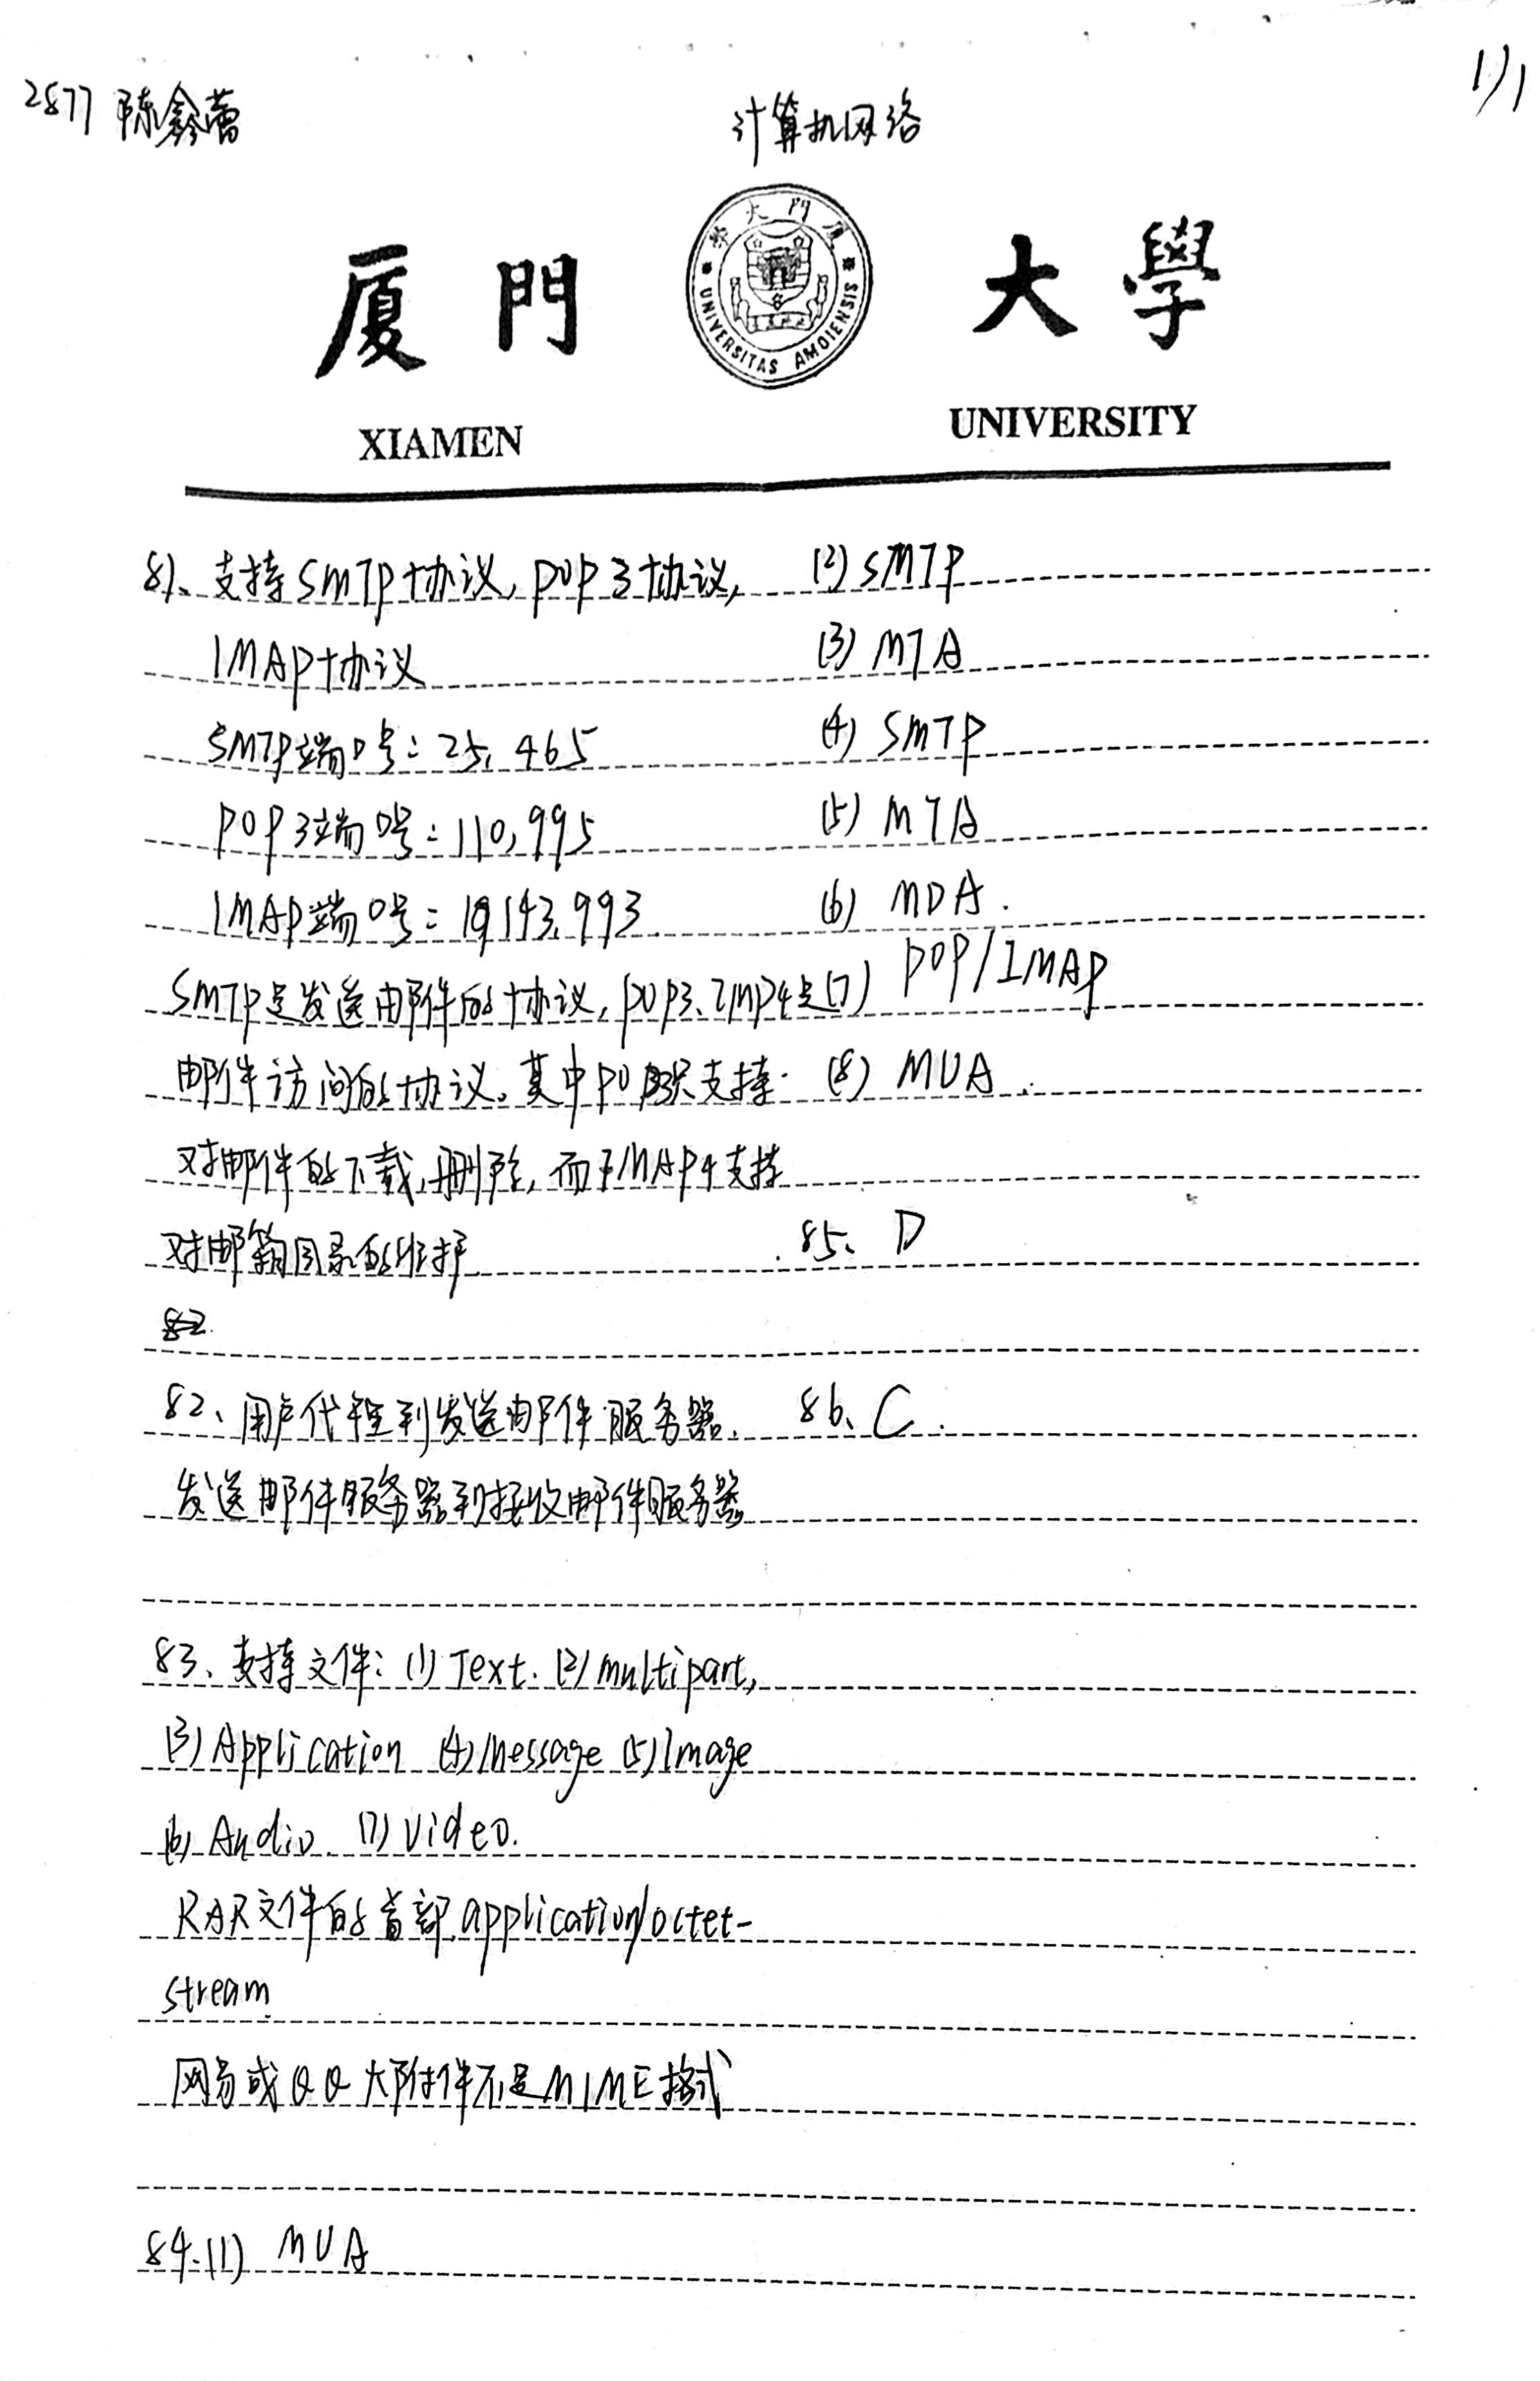 2877 陈鑫蕾
计算机网络
1/1
厦門大學
UNIVERSITAS AMOIENSIS
XIAMEN UNIVERSITY
81、支持SMTP协议,POP3协议,
IMAP协议
SMTP端口号:25,465
POP3端口号:110,995
IMAP端口号:143,993.
SMTP是发送邮件的协议,POP3、IMP4是
邮件访问的协议。其中POP3只支持
对邮件的下载,删除,而IMAP4支持
对邮箱目录的维护
82
82、用户代理到发送邮件服务器.
发送邮件服务器到接收邮件服务器
83、支持文件:(1)Text.(2)multipart,
(3)Application (4)Message (5)Image
(6)Audio (7)Video.
RAR文件的首部.application/octet-
stream
网易或QQ大附件不是MIME格式
84.(1) MUA
(2) SMTP
(3) MTA
(4) SMTP
(5) MTA
(6) MDA.
(7) POP/IMAP
(8) MUA.
85、D
86、C.